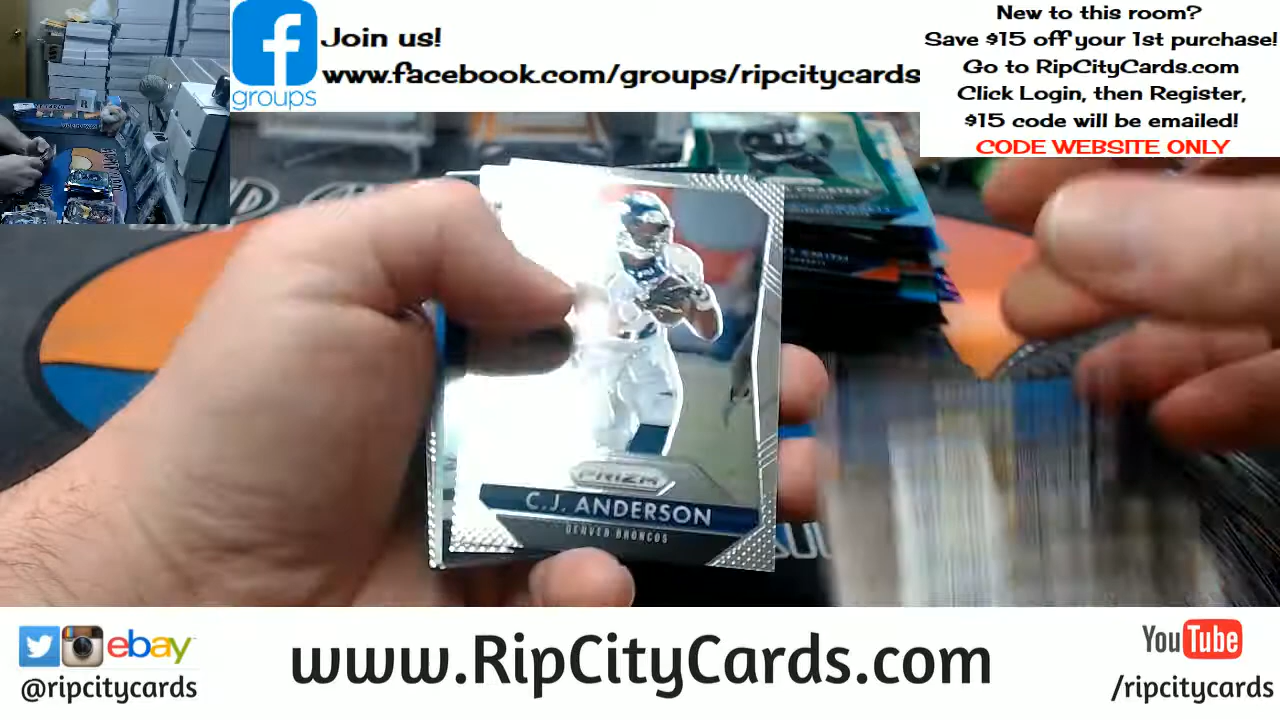 Join us!
www.facebook.com/groups/ripcitycards
groups
New to this room?
Save $15 off your 1st purchase!
Go to RipCityCards.com
Click Login, then Register,
$15 code will be emailed!
CODE WEBSITE ONLY
SMITH
PRIZM
C.J. ANDERSON
DENVER BRONCOS
ebay
@ripcitycards
www.RipCityCards.com
YouTube
/ripcitycards